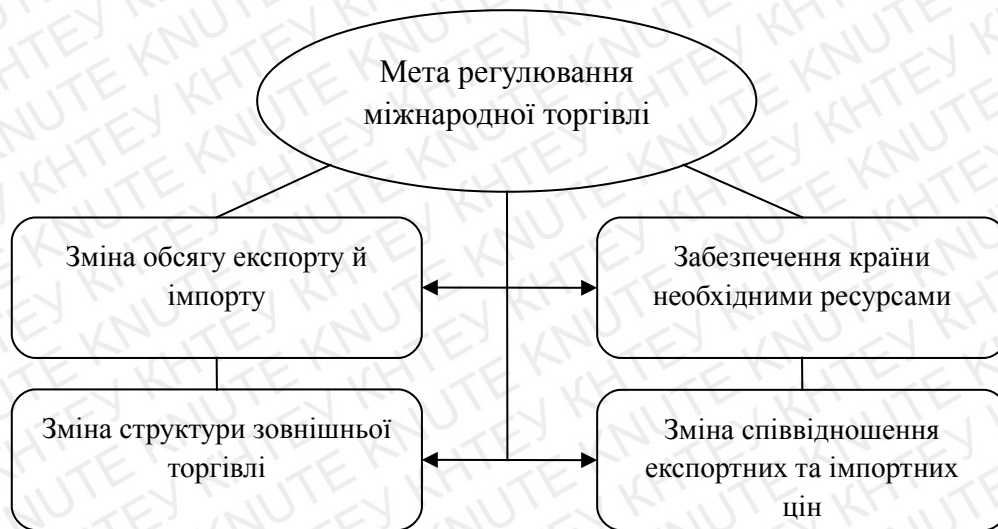 Мета регулювання
міжнародної торгівлі
Зміна обсягу експорту й
імпорту
Забезпечення країни
необхідними ресурсами
Зміна структури зовнішньої
торгівлі
Зміна співвідношення
експортних та імпортних
цін